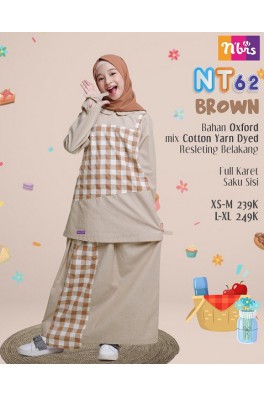 Nbrs
NT62
BROWN
Bahan Oxford
mix Cotton Yarn Dyed
Resleting Belakang
Full Karet
Saku Sisi
XS-M 239K
L-XL 249K